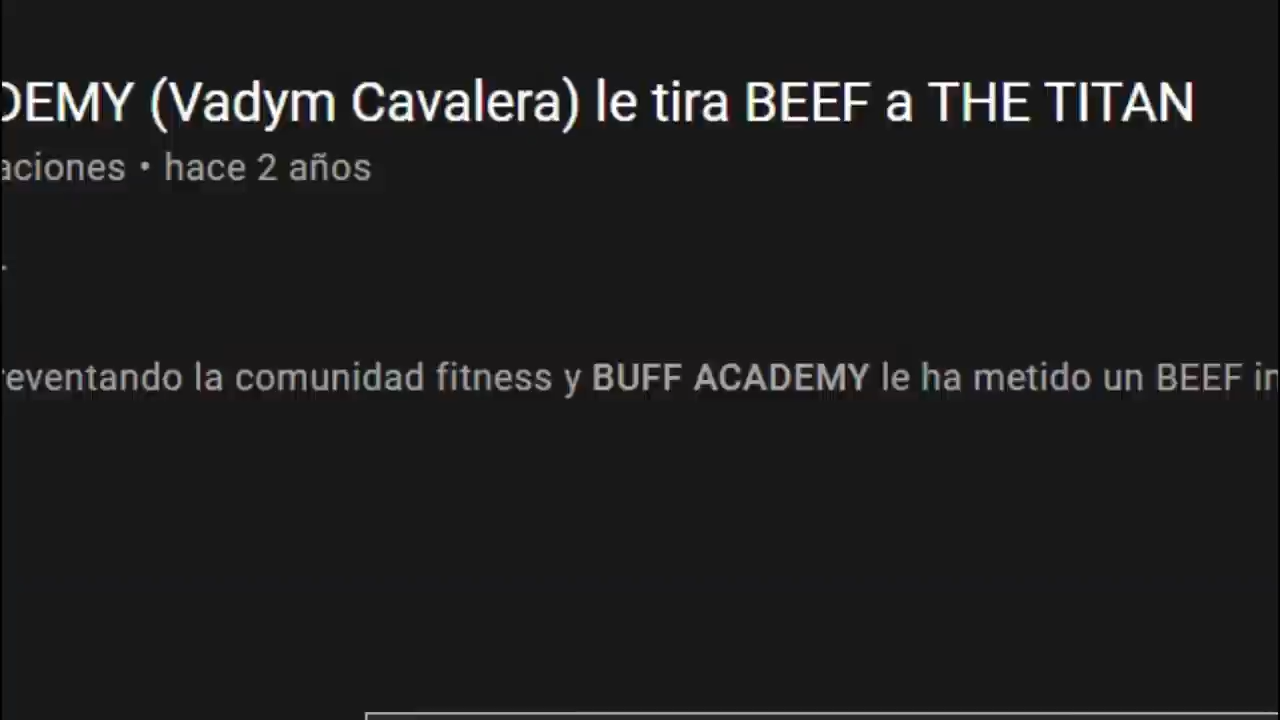 DEMY (Vadym Cavalera) le tira BEEF a THE TITAN
aciones • hace 2 años
reventando la comunidad fitness y BUFF ACADEMY le ha metido un BEEF in